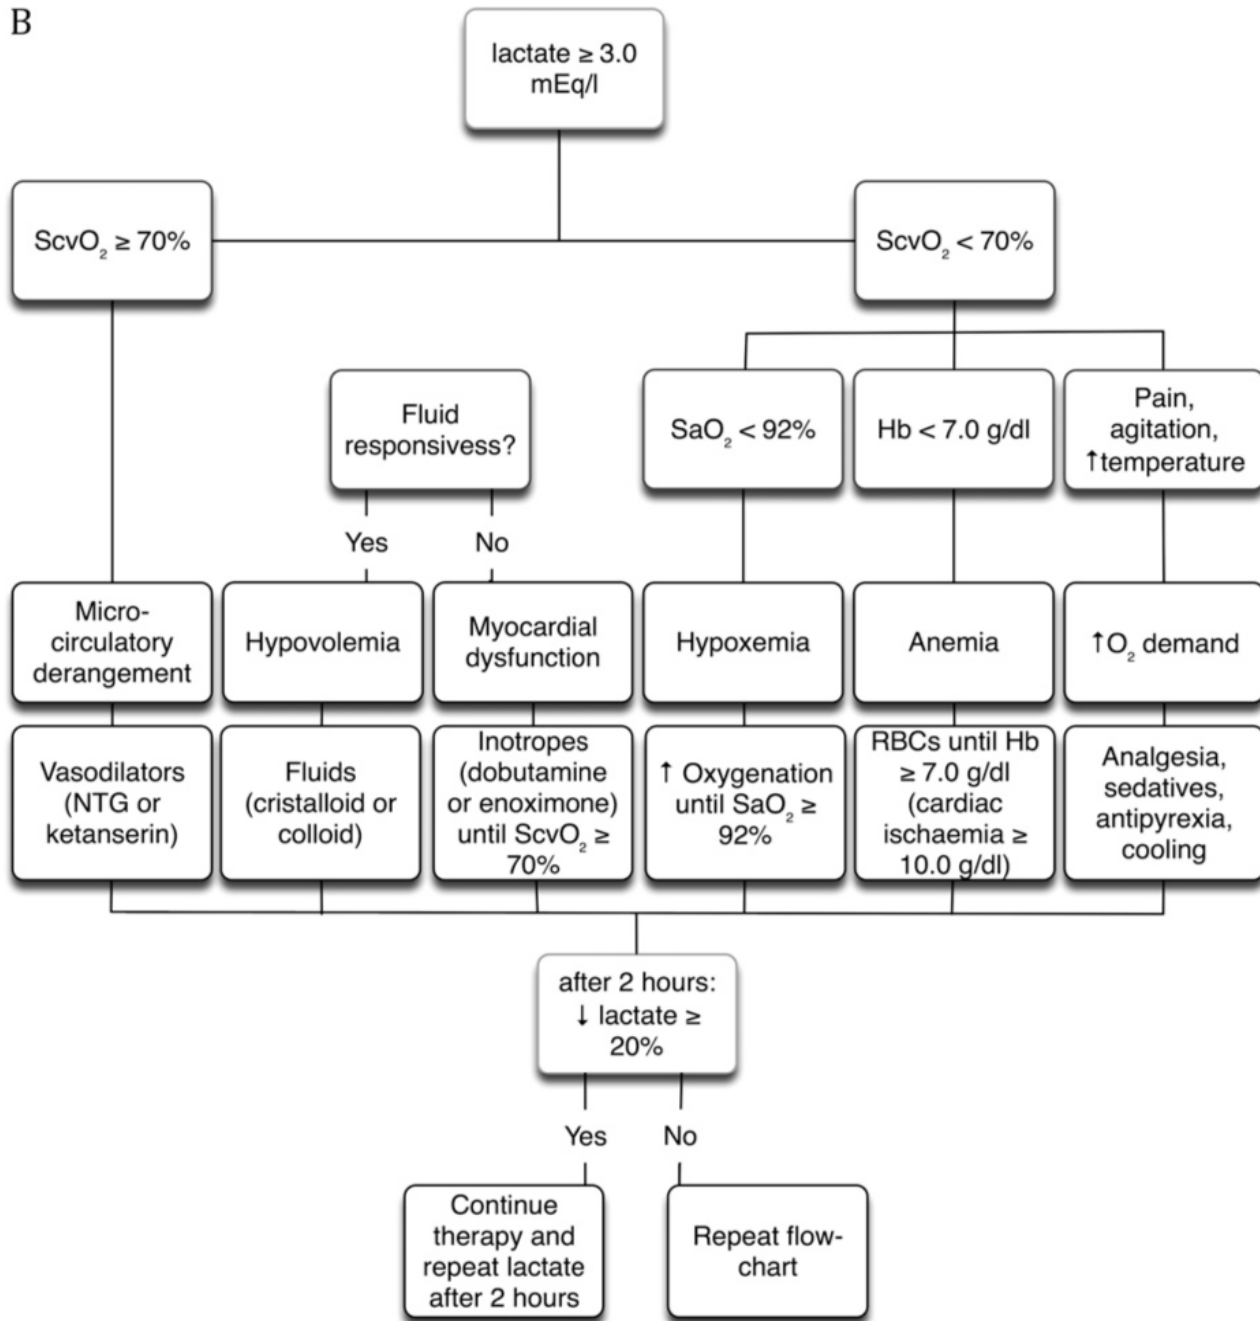 B
lactate ≥ 3.0
mEq/l
ScvO₂ ≥ 70%
ScvO₂ < 70%
Fluid
responsivess?
SaO₂ < 92%
Hb < 7.0 g/dl
Pain,
agitation,
↑temperature
Yes
No
Micro-
circulatory
derangement
Hypovolemia
Myocardial
dysfunction
Hypoxemia
Anemia
↑O₂ demand
Vasodilators
(NTG or
ketanserin)
Fluids
(cristalloid or
colloid)
Inotropes
(dobutamine
or enoximone)
until ScvO₂ ≥
70%
↑ Oxygenation
until SaO₂ ≥
92%
RBCs until Hb
≥ 7.0 g/dl
(cardiac
ischaemia ≥
10.0 g/dl)
Analgesia,
sedatives,
antipyrexia,
cooling
after 2 hours:
↓ lactate ≥
20%
Yes
No
Continue
therapy and
repeat lactate
after 2 hours
Repeat flow-
chart